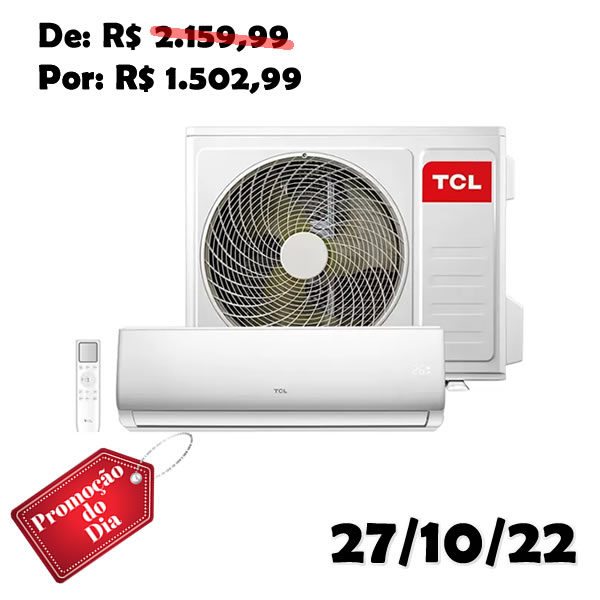 De: R$ 2.159,99
Por: R$ 1.502,99
TCL
TCL
Promoção
do
Dia
27/10/22